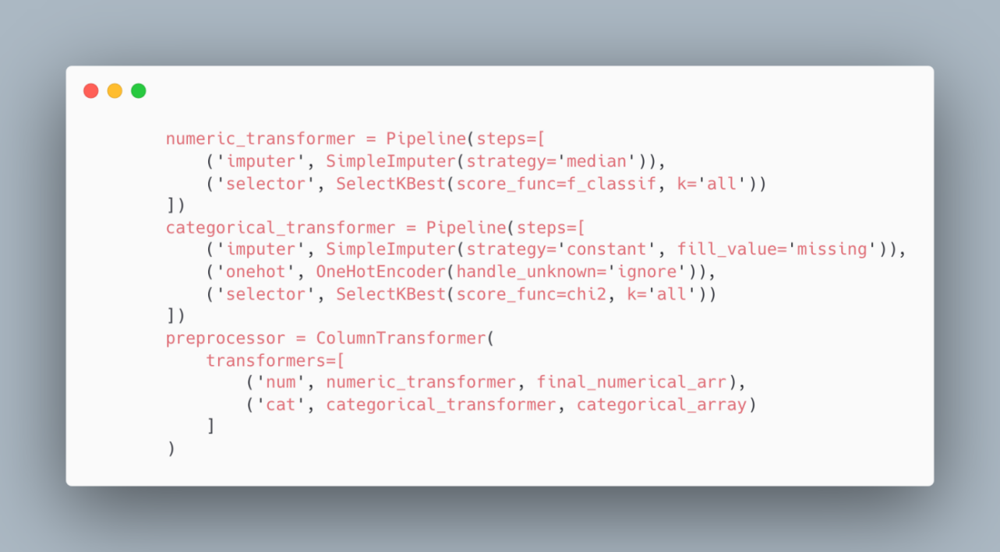 numeric_transformer = Pipeline(steps=[
    ('imputer', SimpleImputer(strategy='median')),
    ('selector', SelectKBest(score_func=f_classif, k='all'))
])
categorical_transformer = Pipeline(steps=[
    ('imputer', SimpleImputer(strategy='constant', fill_value='missing')),
    ('onehot', OneHotEncoder(handle_unknown='ignore')),
    ('selector', SelectKBest(score_func=chi2, k='all'))
])
preprocessor = ColumnTransformer(
    transformers=[
        ('num', numeric_transformer, final_numerical_arr),
        ('cat', categorical_transformer, categorical_array)
    ]
)